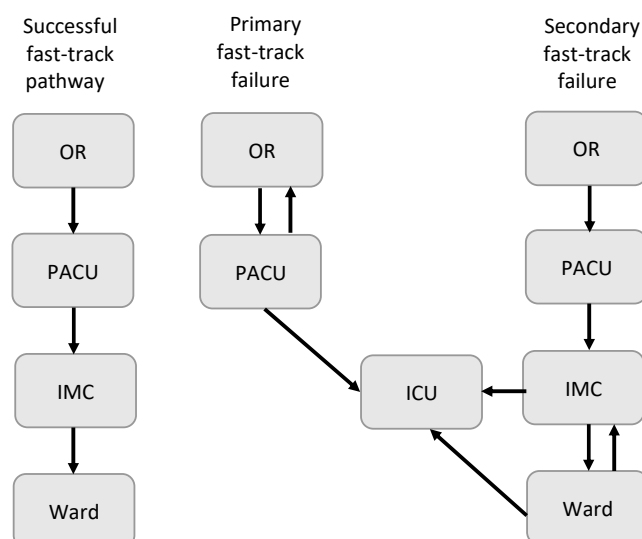 Successful
fast-track
pathway
Primary
fast-track
failure
Secondary
fast-track
failure
OR
OR
OR
PACU
PACU
PACU
IMC
ICU
IMC
Ward
Ward